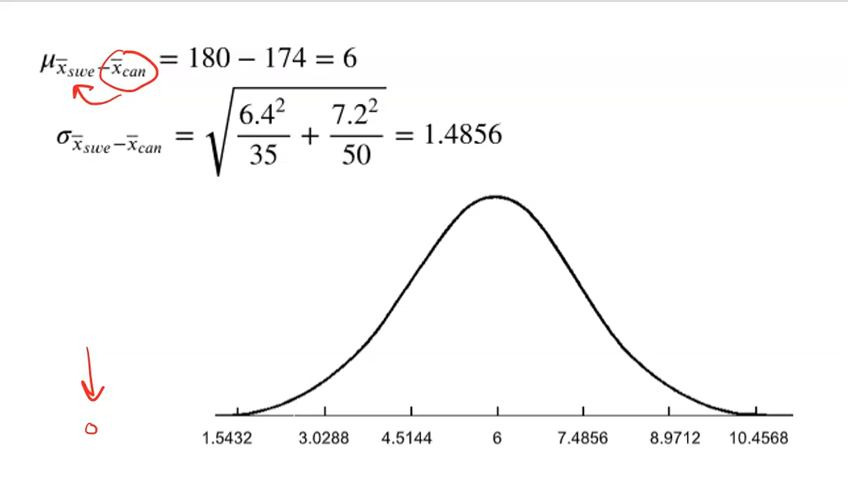 μx̅swe−x̅can = 180 − 174 = 6
σx̅swe−x̅can = √(6.4²/35 + 7.2²/50) = 1.4856
0
1.5432 3.0288 4.5144 6 7.4856 8.9712 10.4568